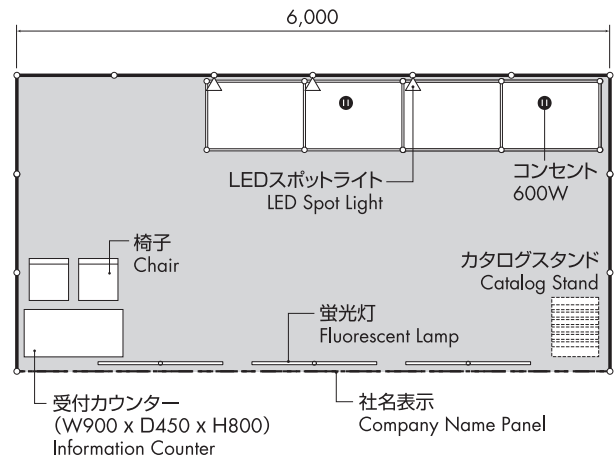 6,000
LEDスポットライト
LED Spot Light
コンセント
600W
椅子
Chair
カタログスタンド
Catalog Stand
蛍光灯
Fluorescent Lamp
受付カウンター
（W900 x D450 x H800）
Information Counter
社名表示
Company Name Panel